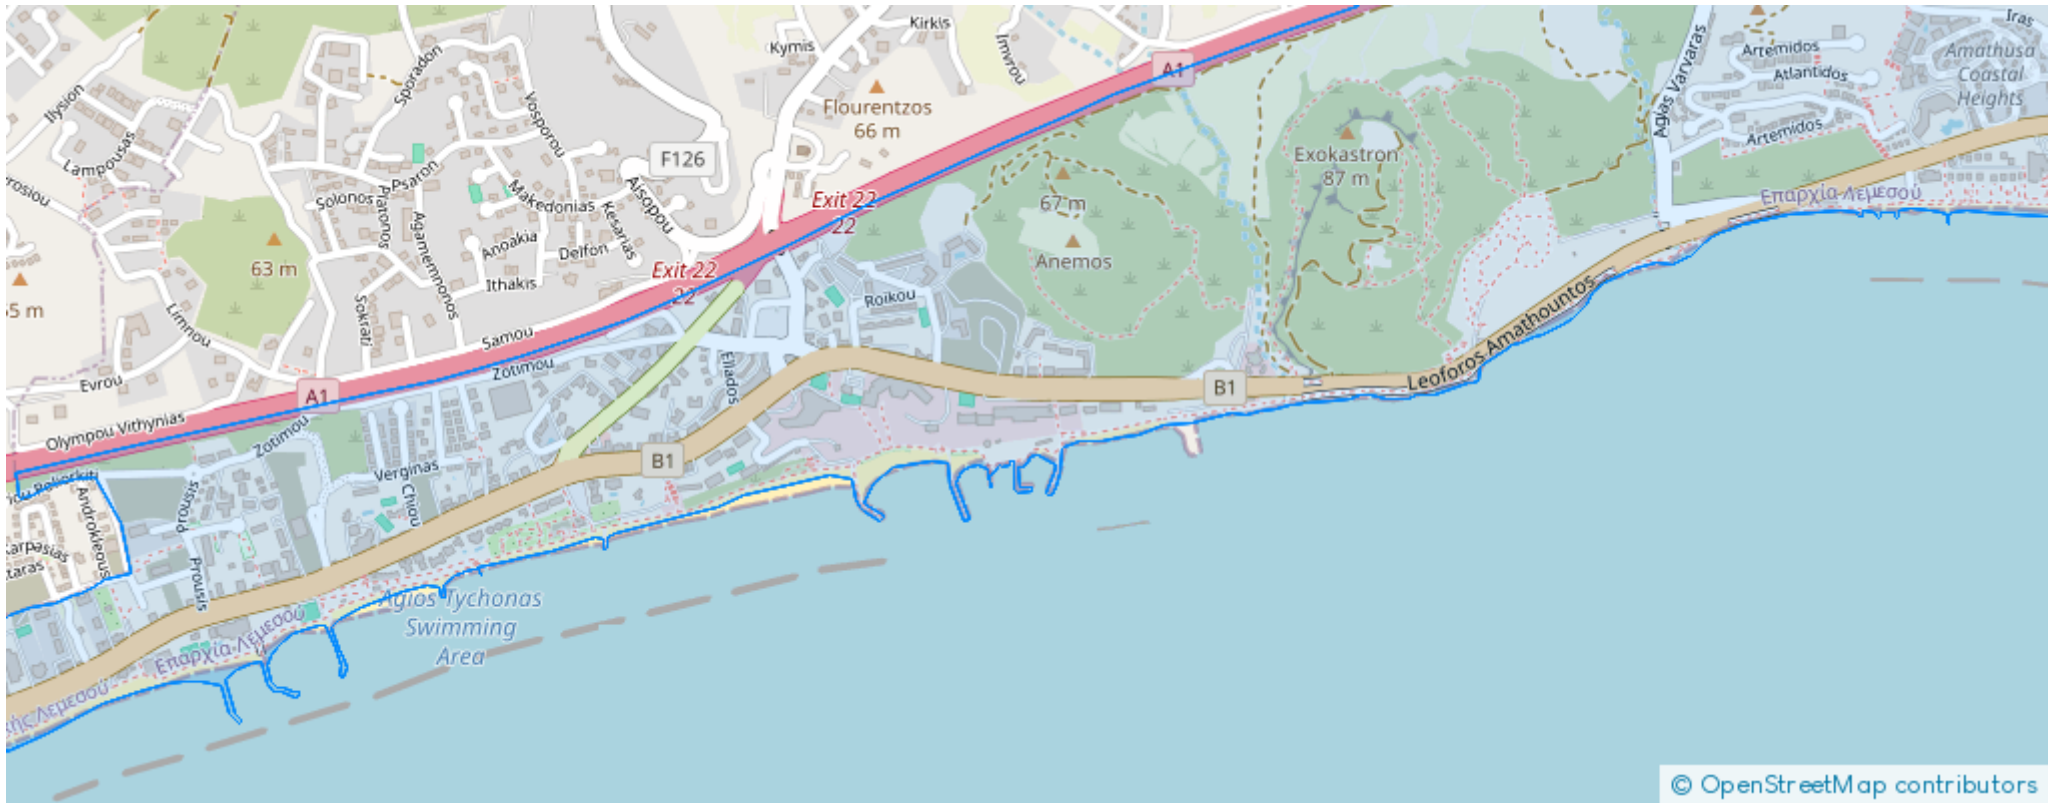 Kirkis
Iras
Kymis
Imvrou
Artemidos
Amathusa
Coastal
Heights
Sporadon
A1
Atlantidos
Agias Varvaras
Ilysion
Vosporou
Flourentzos
66 m
Artemidos
Lampousas
F126
Exokastron
87 m
Psaron
Solonos
Platonos
Makedonias
Aisopou
Kesarias
Exit 22
22
67 m
Επαρχία Λεμεσού
Agamemnonos
Anoakia
Delfon
63 m
Exit 22
22
Anemos
Ithakis
Roikou
Sokrati
Limnou
Samou
Leoforos Amathountos
Zotimou
Elladou
Evrou
A1
B1
Olympou Vithynias
Zotimou
B1
Verginas
Chiou
Prousis
Androkleous
Karpasias
Prousis
Agios Tychonas
Swimming
Area
Επαρχία Λεμεσού
Λεμεσού
© OpenStreetMap contributors